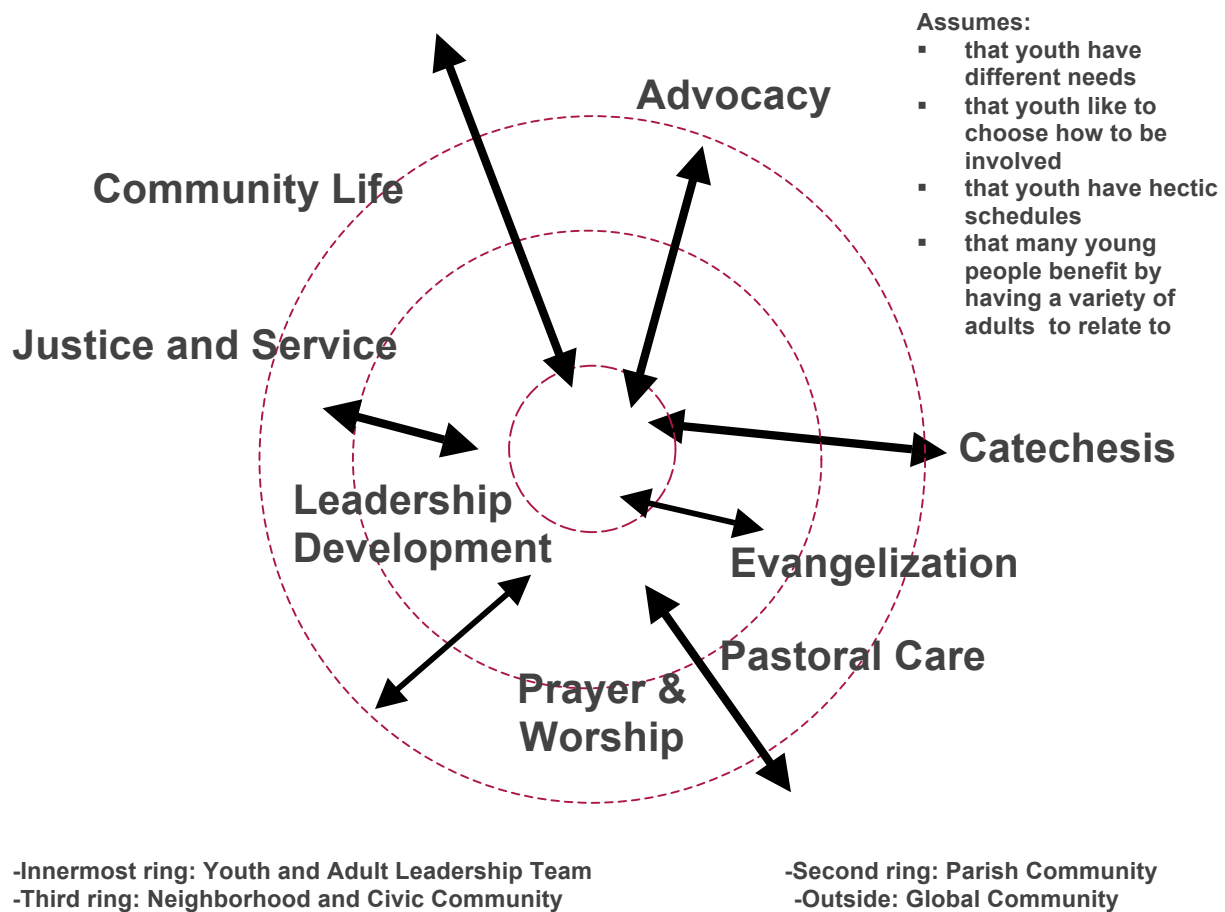 Assumes:
▪ that youth have
different needs
▪ that youth like to
choose how to be
involved
▪ that youth have hectic
schedules
▪ that many young
people benefit by
having a variety of
adults to relate to
Advocacy
Community Life
Justice and Service
Catechesis
Leadership
Development
Evangelization
Pastoral Care
Prayer &
Worship
-Innermost ring: Youth and Adult Leadership Team
-Second ring: Parish Community
-Third ring: Neighborhood and Civic Community
-Outside: Global Community